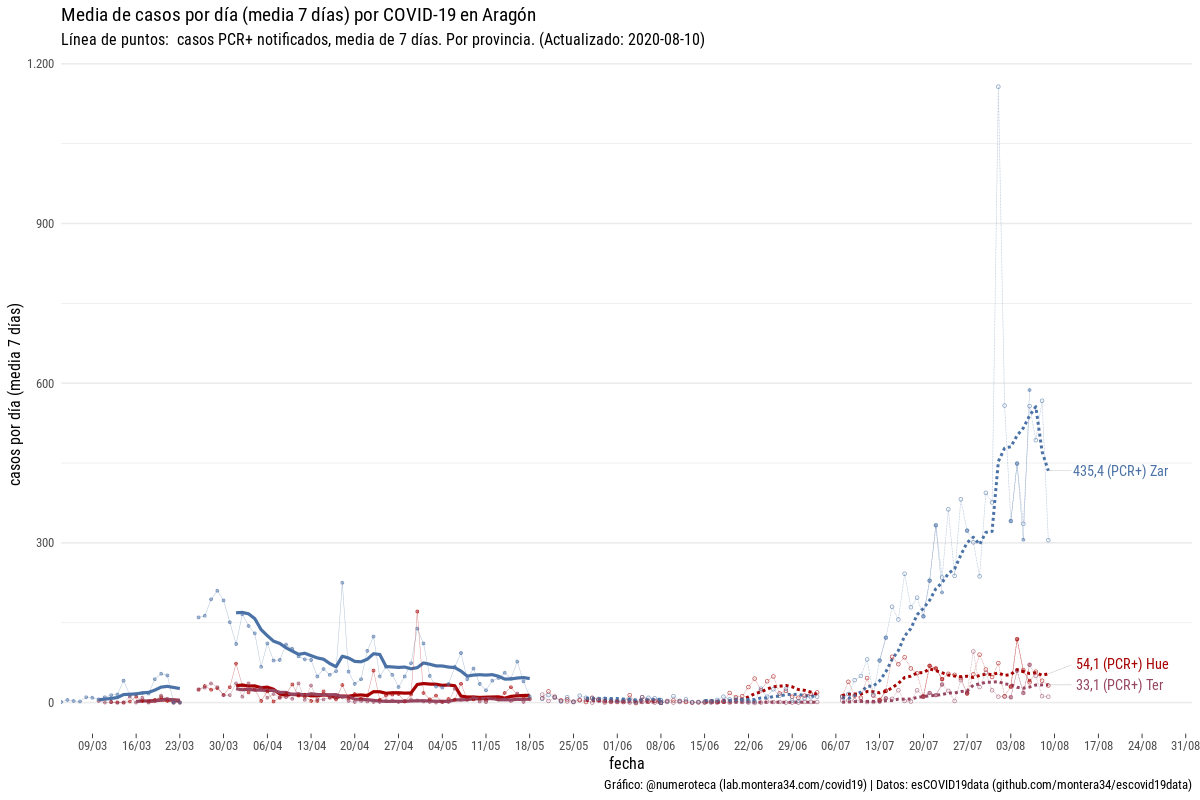 Media de casos por día (media 7 días) por COVID-19 en Aragón
Línea de puntos:  casos PCR+ notificados, media de 7 días. Por provincia. (Actualizado: 2020-08-10)
casos por día (media 7 días)
1.200
900
600
300
0
435,4 (PCR+) Zar
54,1 (PCR+) Hue
33,1 (PCR+) Ter
09/03 16/03 23/03 30/03 06/04 13/04 20/04 27/04 04/05 11/05 18/05 25/05 01/06 08/06 15/06 22/06 29/06 06/07 13/07 20/07 27/07 03/08 10/08 17/08 24/08 31/08
fecha
Gráfico: @numeroteca (lab.montera34.com/covid19) | Datos: esCOVID19data (github.com/montera34/escovid19data)